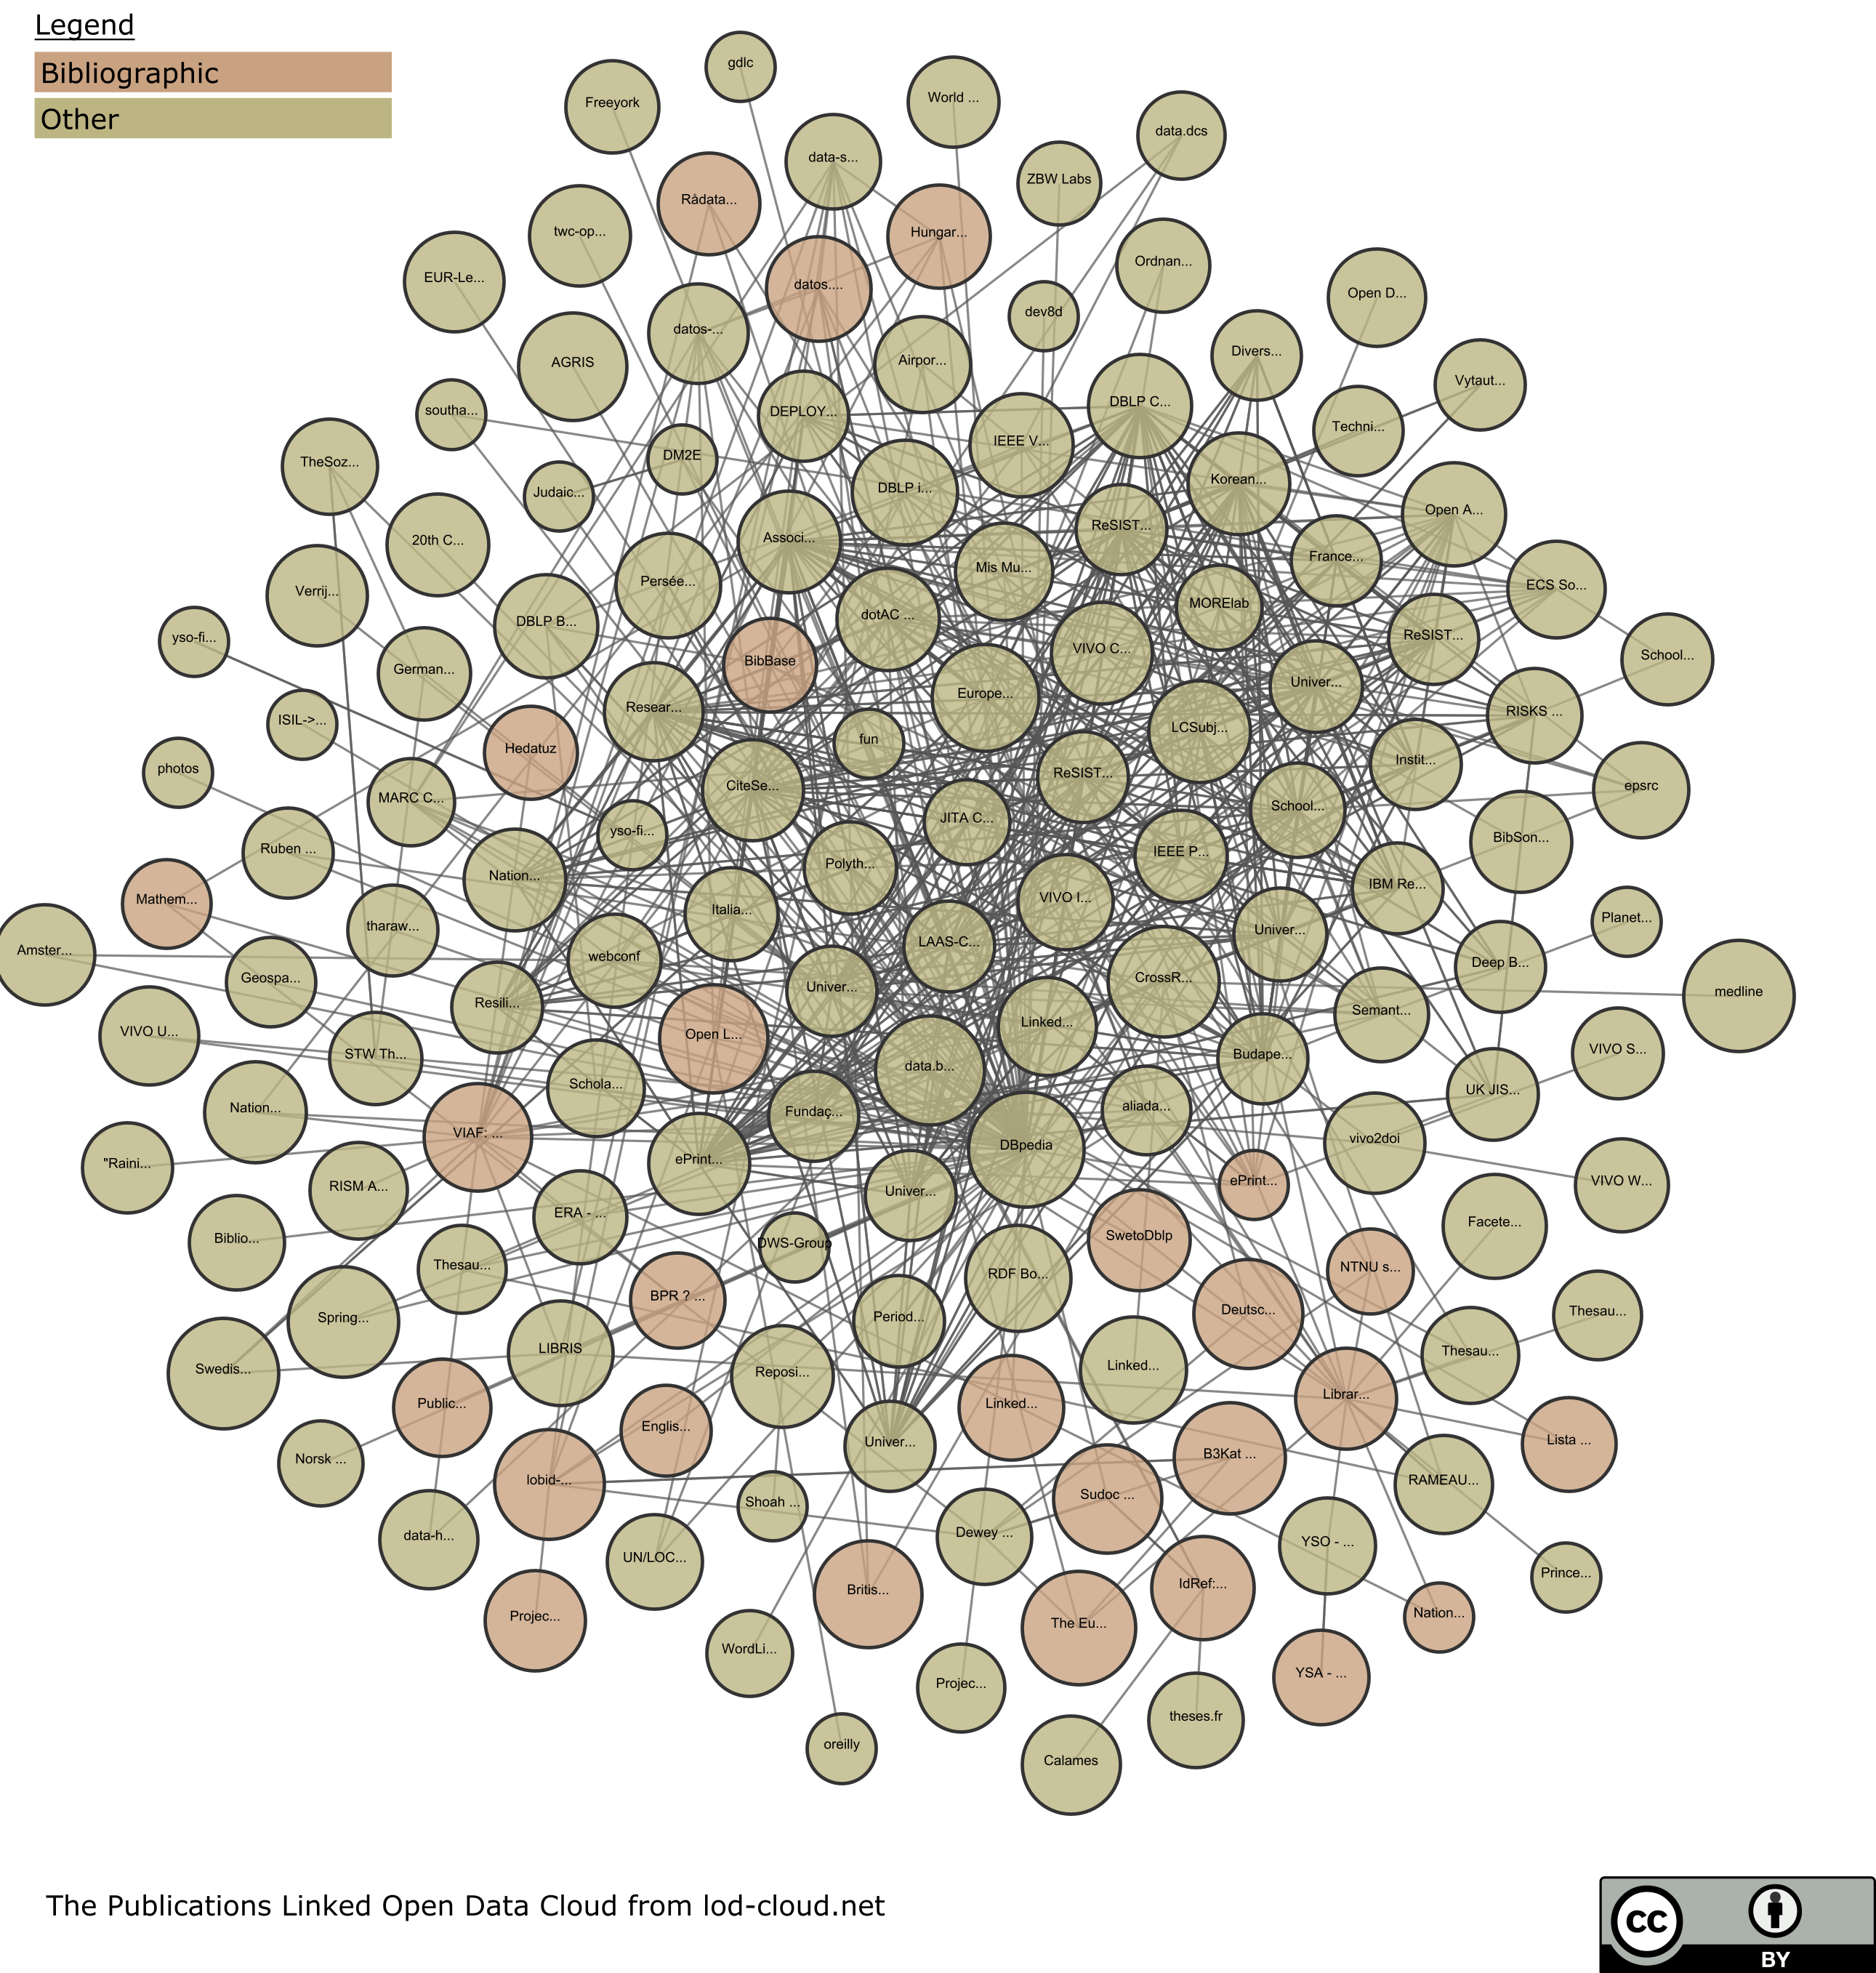 Legend
Bibliographic
Other
gdlc
Freeyork
World ...
data.dcs
data-s...
ZBW Labs
Rådata...
twc-op...
Hungar...
Ordnan...
EUR-Le...
datos....
Open D...
dev8d
datos-...
Divers...
AGRIS
Airpor...
Vytaut...
southa...
DEPLOY...
DBLP C...
Techni...
IEEE V...
TheSoz...
DM2E
Korean...
Judaic...
DBLP i...
Open A...
20th C...
Associ...
ReSIST...
France...
Mis Mu...
Persée...
ECS So...
Verrij...
DBLP B...
dotAC ...
MORElab
yso-fi...
ReSIST...
VIVO C...
School...
German...
BibBase
Univer...
Europe...
Resear...
RISKS ...
ISIL->...
LCSubj...
Hedatuz
fun
Instit...
photos
ReSIST...
CiteSe...
epsrc
MARC C...
School...
JITA C...
yso-fi...
BibSon...
Ruben ...
IEEE P...
Polyth...
Nation...
IBM Re...
Mathem...
VIVO I...
Italia...
Planet...
tharaw...
Univer...
LAAS-C...
Amster...
webconf
Deep B...
Geospa...
CrossR...
Univer...
medline
Resili...
Semant...
Linked...
VIVO U...
Open L...
VIVO S...
STW Th...
Budape...
data.b...
Schola...
UK JIS...
Nation...
aliada...
Fundaç...
VIAF: ...
vivo2doi
DBpedia
"Raini...
ePrint...
ePrint...
VIVO W...
RISM A...
Univer...
ERA - ...
Facete...
Biblio...
SwetoDblp
DWS-Group
Thesau...
NTNU s...
RDF Bo...
BPR ? ...
Deutsc...
Thesau...
Spring...
Period...
LIBRIS
Thesau...
Swedis...
Reposi...
Linked...
Librar...
Public...
Linked...
Englis...
Univer...
Lista ...
Norsk ...
B3Kat ...
lobid-...
RAMEAU...
Sudoc ...
Shoah ...
data-h...
Dewey ...
YSO - ...
UN/LOC...
Prince...
Britis...
IdRef:...
Projec...
The Eu...
Nation...
WordLi...
YSA - ...
Projec...
theses.fr
oreilly
Calames
The Publications Linked Open Data Cloud from lod-cloud.net
cc
BY